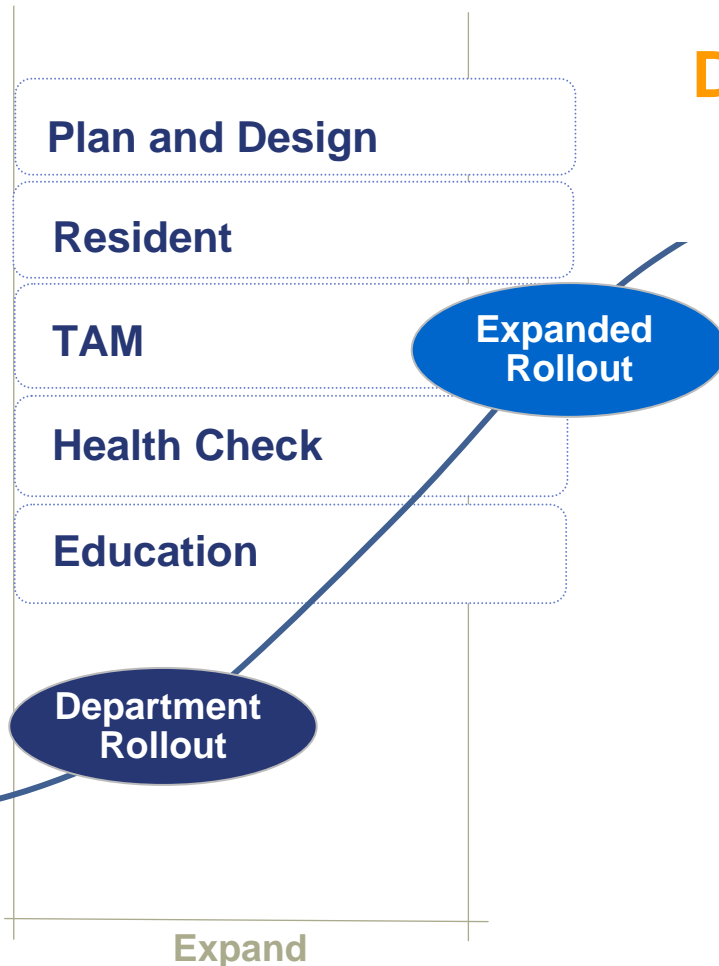 D
Plan and Design
Resident
TAM
Expanded
Rollout
Health Check
Education
Department
Rollout
Expand